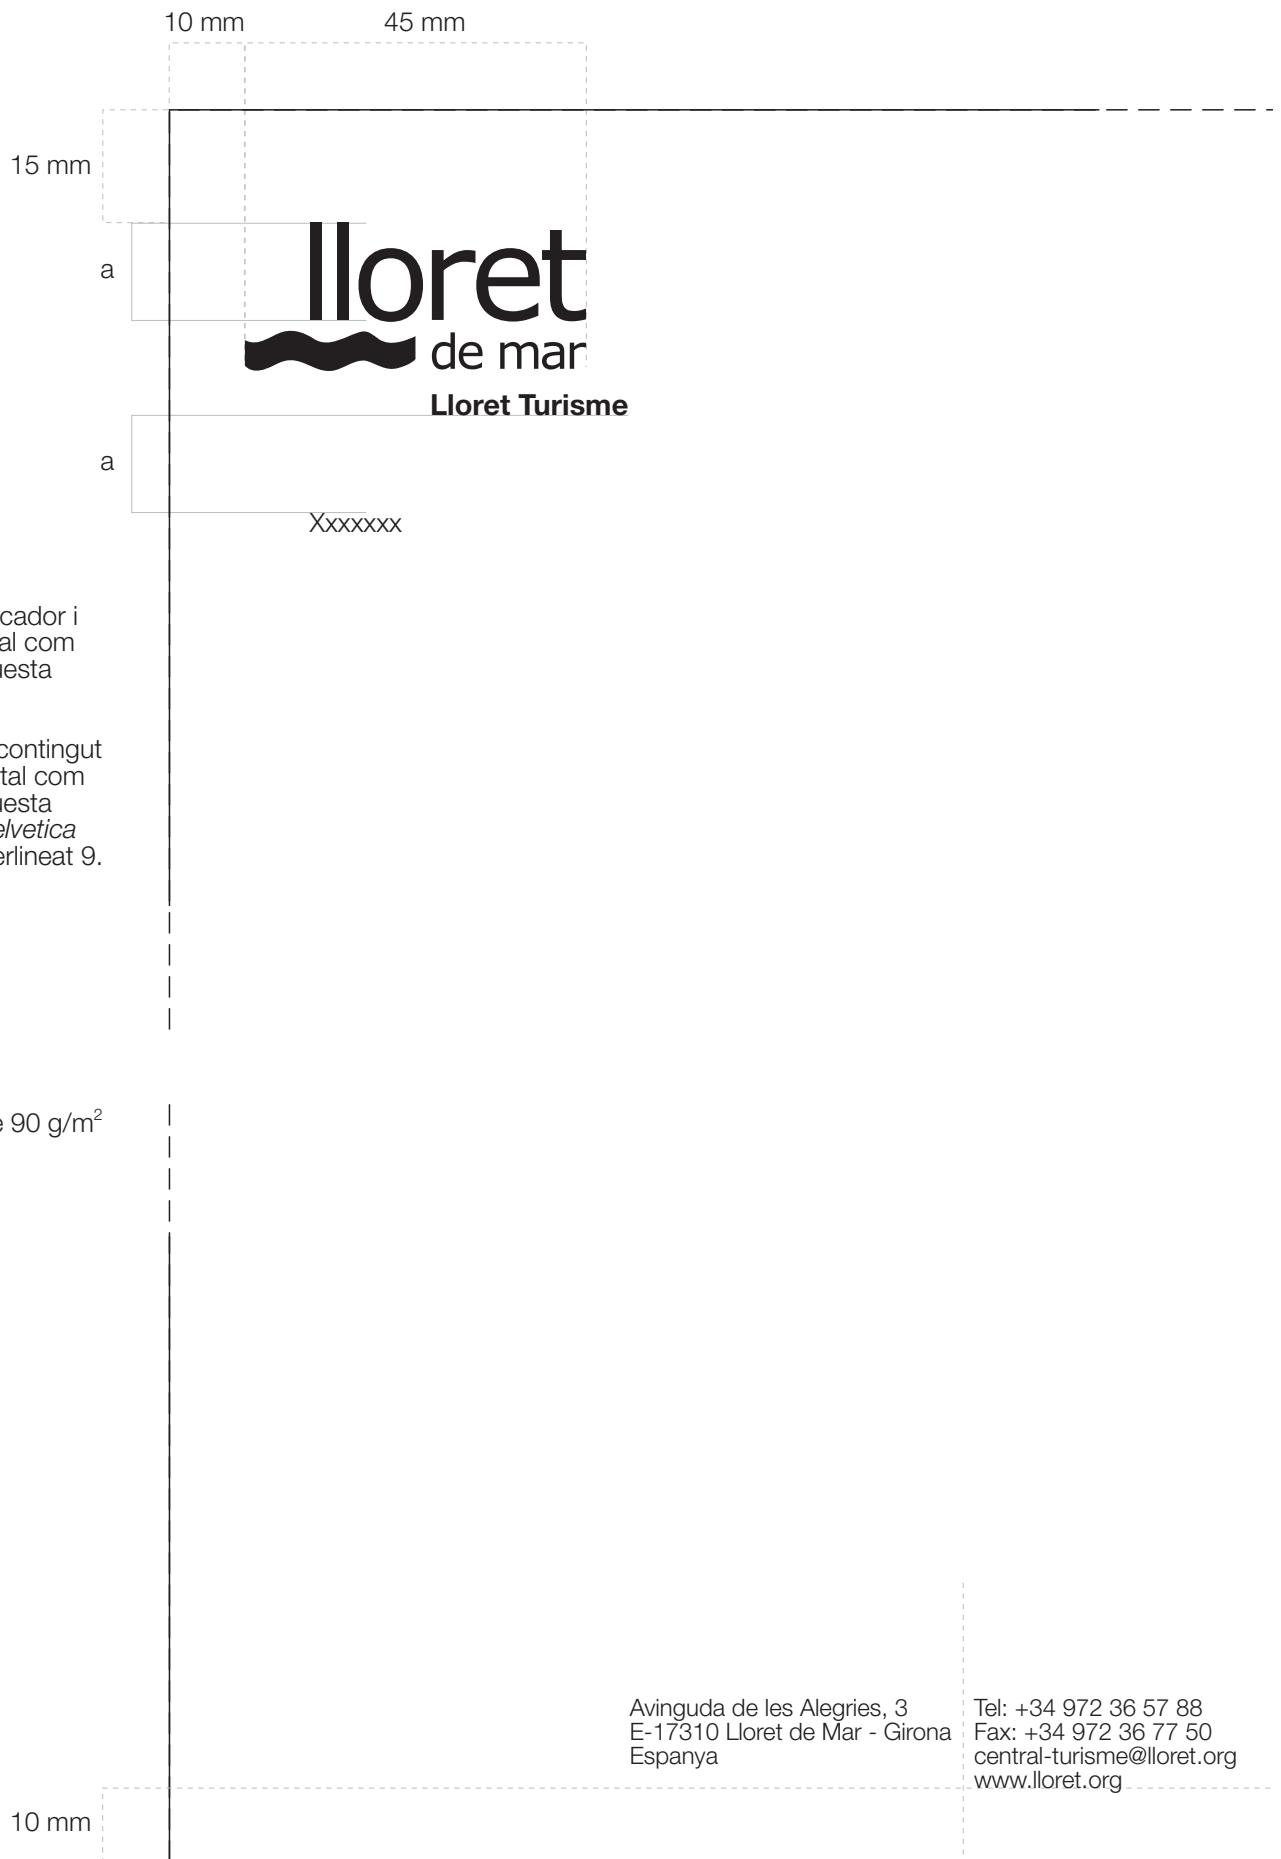 10 mm 45 mm
15 mm
a
lloret
de mar
Lloret Turisme
a
Xxxxxxx
cador i
al com
uesta
contingut
tal com
uesta
elvetica
erlineat 9.
e 90 g/m²
Avinguda de les Alegries, 3
E-17310 Lloret de Mar - Girona
Espanya
Tel: +34 972 36 57 88
Fax: +34 972 36 77 50
central-turisme@lloret.org
www.lloret.org
10 mm